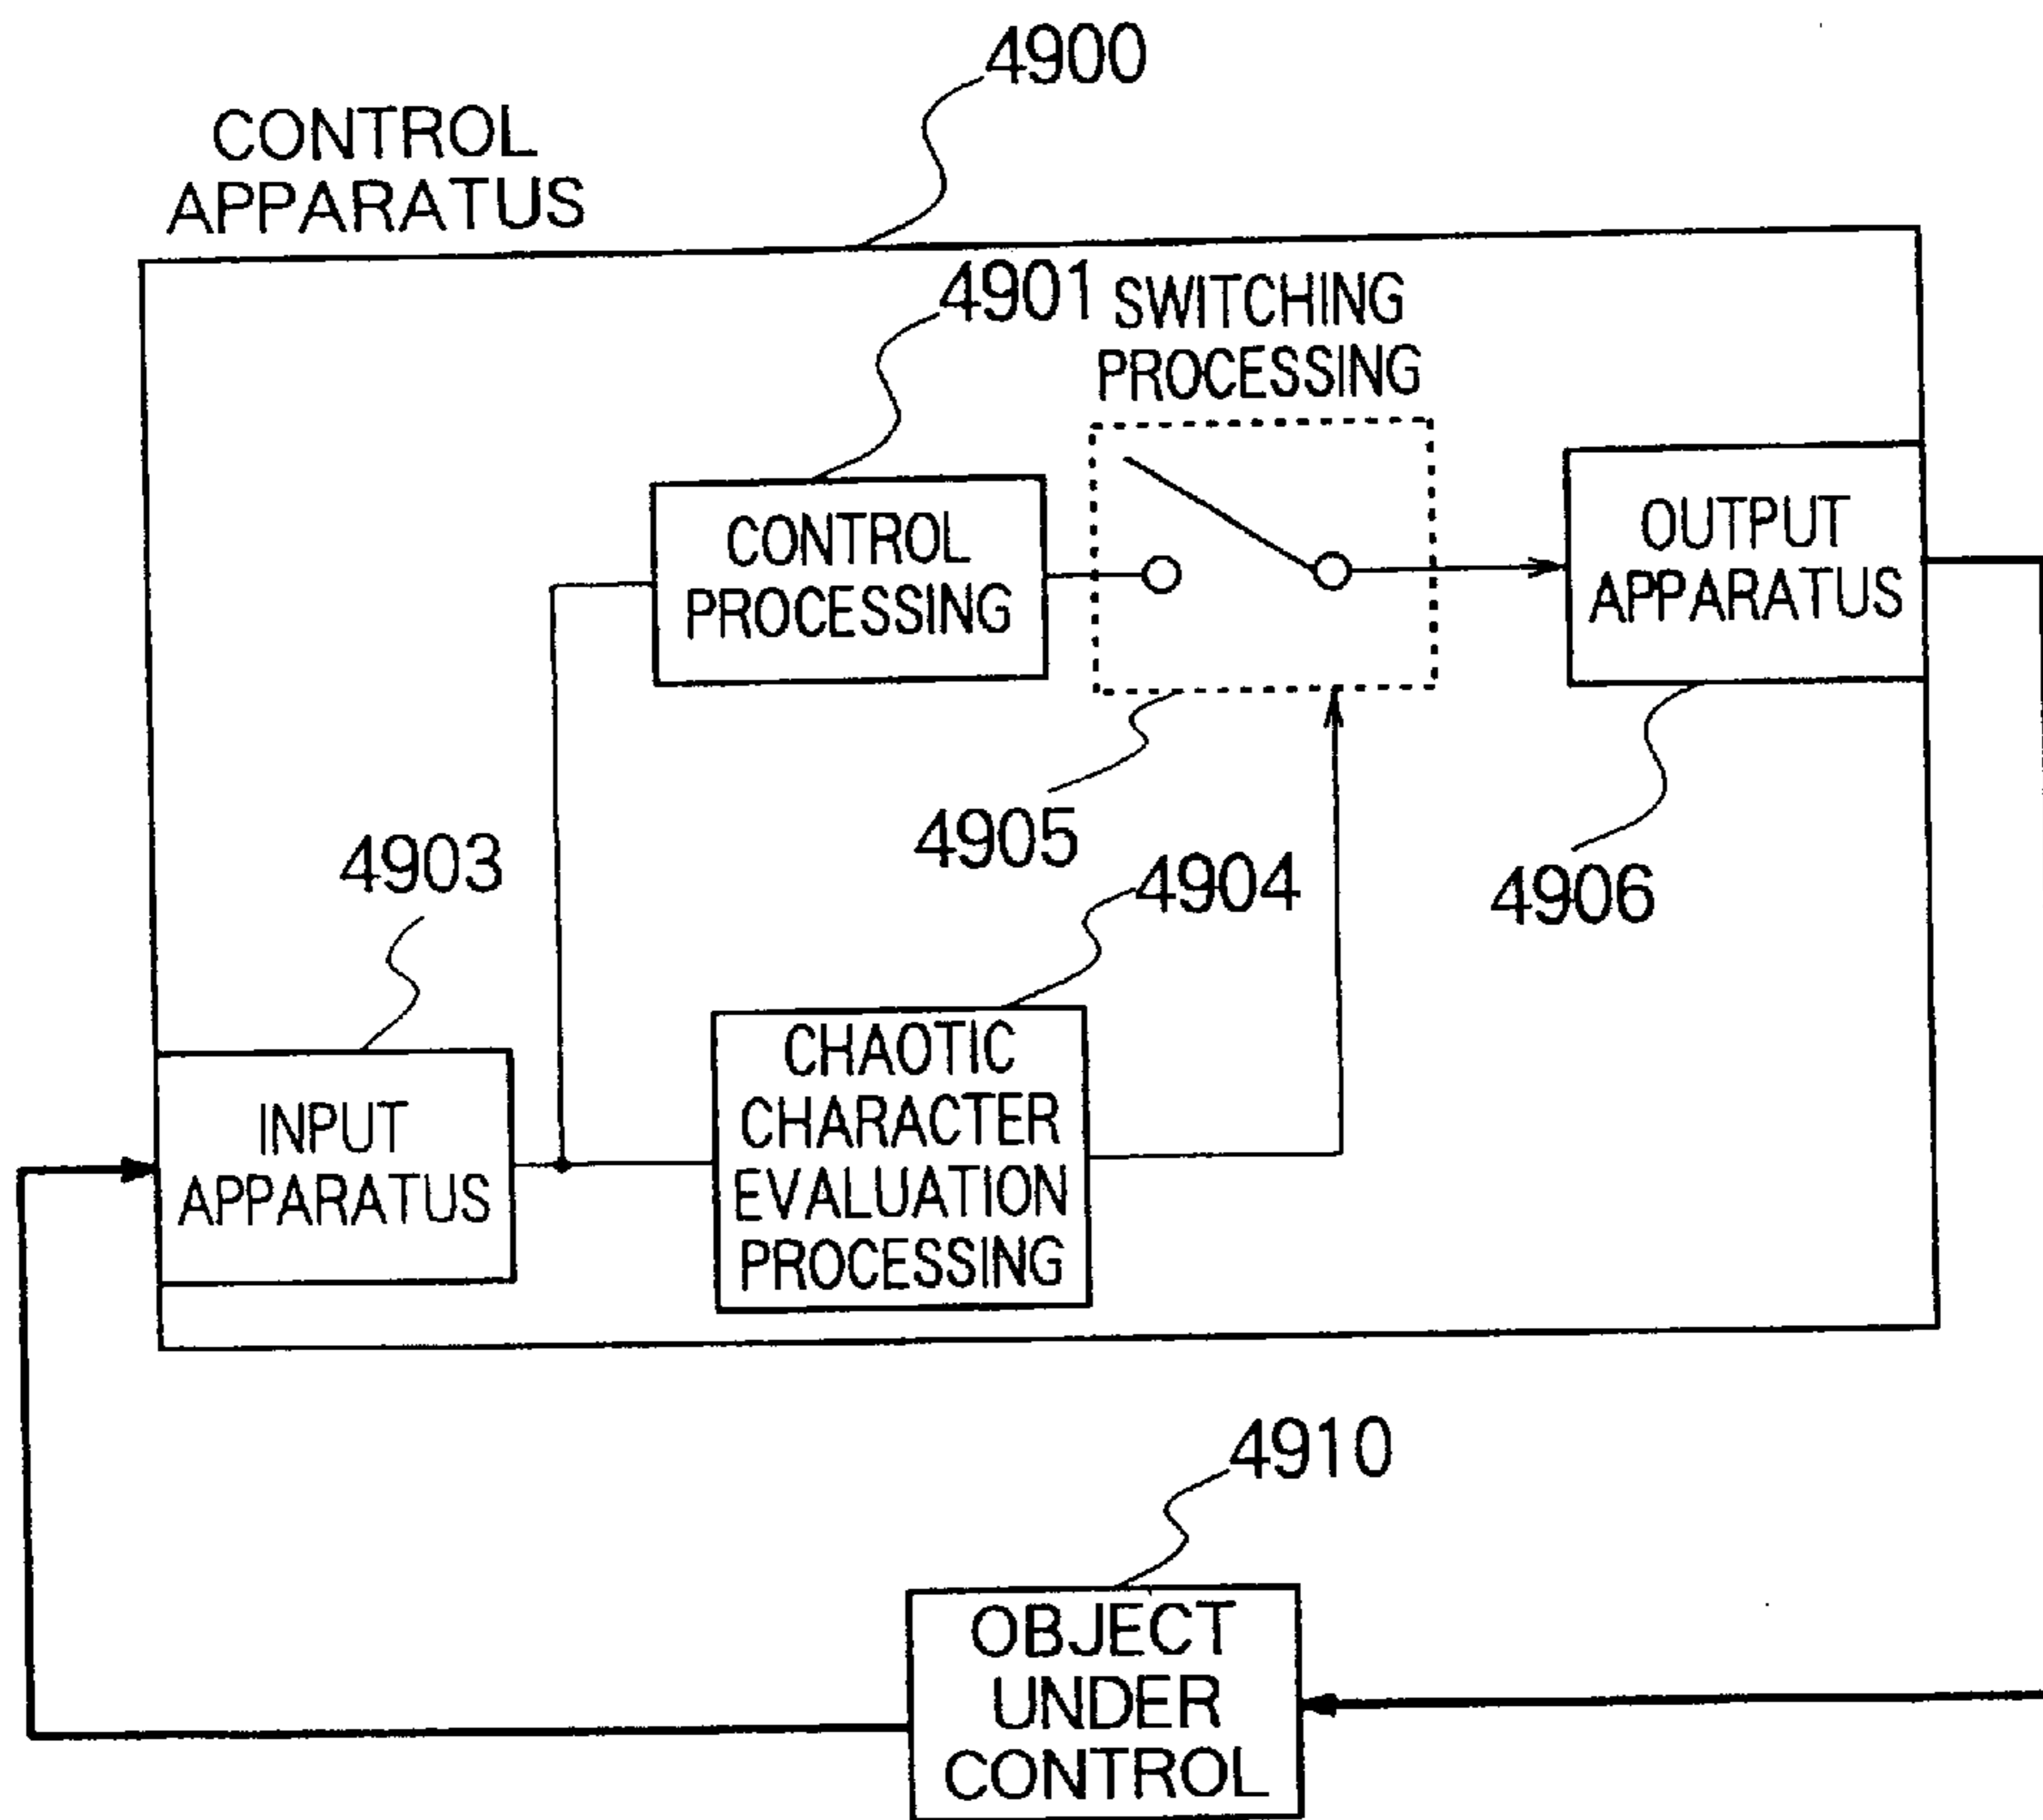 4900
CONTROL
APPARATUS
4901
SWITCHING
PROCESSING
CONTROL
PROCESSING
OUTPUT
APPARATUS
4903
4905
4904
4906
INPUT
APPARATUS
CHAOTIC
CHARACTER
EVALUATION
PROCESSING
4910
OBJECT
UNDER
CONTROL